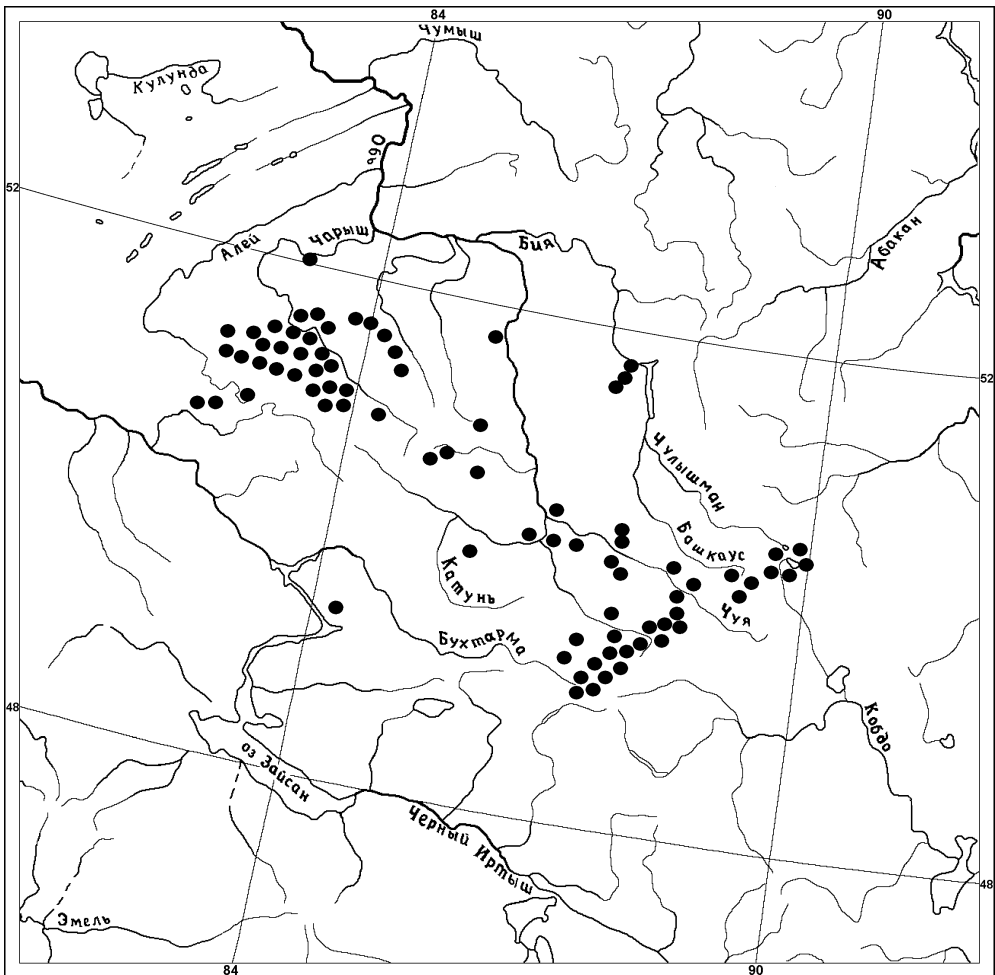 84
90
Чумыш
Кулунда
Обь
52
Алей
Чарыш
Бия
Абакан
52
Чулышман
Башкаус
Катунь
Чуя
Бухтарма
48
Кобдо
оз Зайсан
Черный Иртыш
48
Эмель
84
90